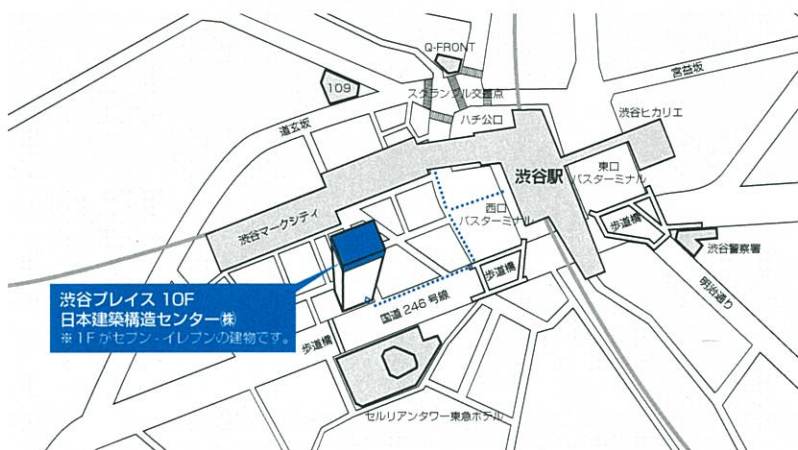 Q-FRONT
宮益坂
109
スクランブル交差点
ハチ公口
渋谷ヒカリエ
道玄坂
渋谷駅
東口
バスターミナル
西口
バスターミナル
渋谷マークシティ
歩道橋
渋谷警察署
歩道橋
明治通り
渋谷プレイス 10F
日本建築構造センター㈱
※1Fがセブン-イレブンの建物です。
国道246号線
歩道橋
セルリアンタワー東急ホテル